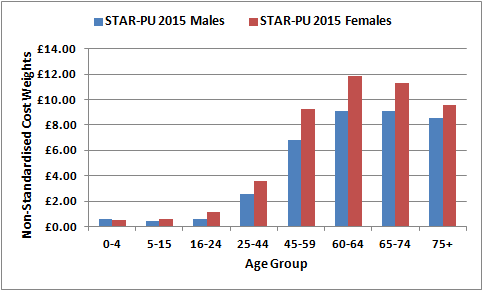 STAR-PU 2015 Males STAR-PU 2015 Females
Non-Standardised Cost Weights
£14.00
£12.00
£10.00
£8.00
£6.00
£4.00
£2.00
£0.00
0-4 5-15 16-24 25-44 45-59 60-64 65-74 75+
Age Group